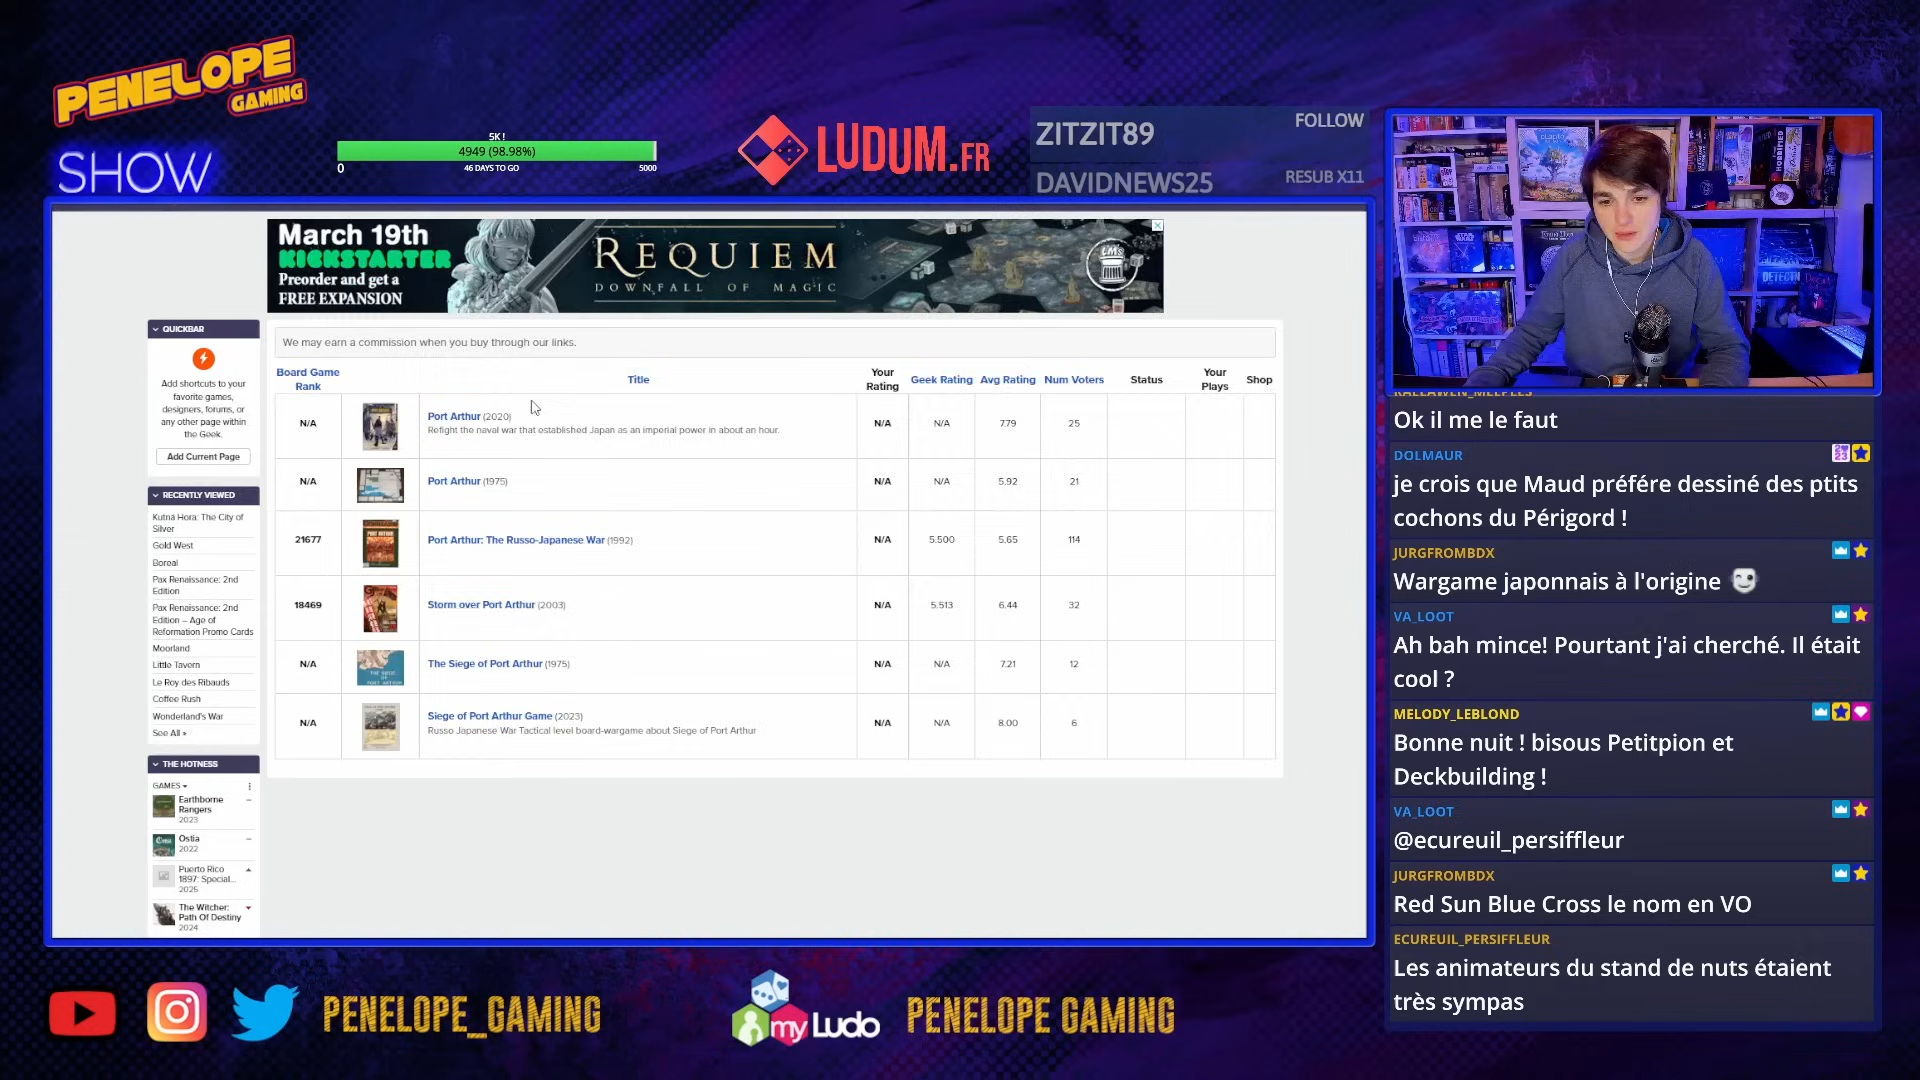 PENELOPE
GAMING
SHOW
5K !
4949 (98.98%)
0
46 DAYS TO GO
5000
LUDUM.FR
ZITZIT89
FOLLOW
DAVIDNEWS25
RESUB X11
March 19th
KICKSTARTER
Preorder and get a
FREE EXPANSION
REQUIEM
DOWNFALL OF MAGIC
QUICKBAR
Add shortcuts to your
favorite games,
designers, forums, or
any other page within
the Geek.
Add Current Page
RECENTLY VIEWED
Kutná Hora: The City of
Silver
Gold West
Boreal
Pax Renaissance: 2nd
Edition
Pax Renaissance: 2nd
Edition – Age of
Reformation Promo Cards
Moorland
Little Tavern
Le Roy des Ribauds
Coffee Rush
Wonderland's War
See All »
THE HOTNESS
GAMES
Earthborne
Rangers
2023
Ostia
2022
Puerto Rico
1897: Special...
2025
The Witcher:
Path Of Destiny
2024
We may earn a commission when you buy through our links.
Board Game Rank Title Your Rating Geek Rating Avg Rating Num Voters Status Your Plays Shop
N/A Port Arthur (2020) N/A N/A 7.79 25
Refight the naval war that established Japan as an imperial power in about an hour.
N/A Port Arthur (1975) N/A N/A 5.92 21
21677 Port Arthur: The Russo-Japanese War (1992) N/A 5.500 5.65 114
18469 Storm over Port Arthur (2003) N/A 5.513 6.44 32
N/A The Siege of Port Arthur (1975) N/A N/A 7.21 12
N/A Siege of Port Arthur Game (2023) N/A N/A 8.00 6
Russo Japanese War Tactical level board-wargame about Siege of Port Arthur
KALLAWEN_MEEPLES
Ok il me le faut
DOLMAUR
je crois que Maud préfére dessiné des ptits
cochons du Périgord !
JURGFROMBDX
Wargame japonnais à l'origine
VA_LOOT
Ah bah mince! Pourtant j'ai cherché. Il était
cool ?
MELODY_LEBLOND
Bonne nuit ! bisous Petitpion et
Deckbuilding !
VA_LOOT
@ecureuil_persiffleur
JURGFROMBDX
Red Sun Blue Cross le nom en VO
ECUREUIL_PERSIFFLEUR
Les animateurs du stand de nuts étaient
très sympas
PENELOPE_GAMING
my Ludo
PENELOPE GAMING